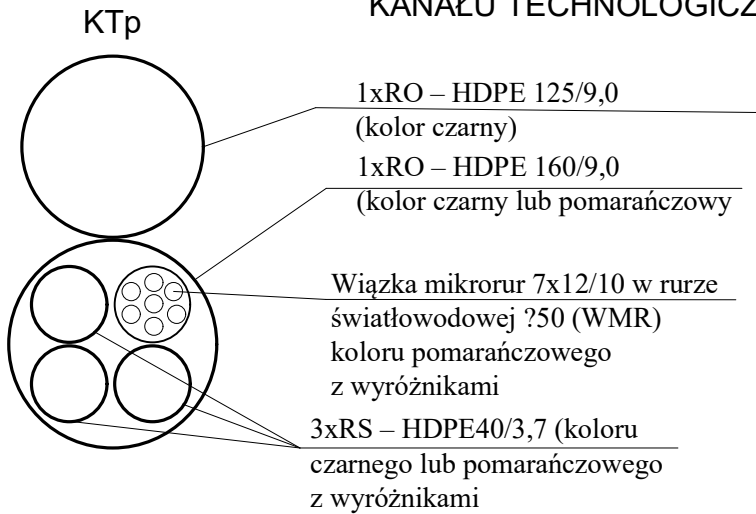 KANAŁU TECHNOLOGICZ
KTp
1xRO – HDPE 125/9,0
(kolor czarny)
1xRO – HDPE 160/9,0
(kolor czarny lub pomarańczowy
Wiązka mikrorur 7x12/10 w rurze
światłowodowej ?50 (WMR)
koloru pomarańczowego
z wyróżnikami
3xRS – HDPE40/3,7 (koloru
czarnego lub pomarańczowego
z wyróżnikami